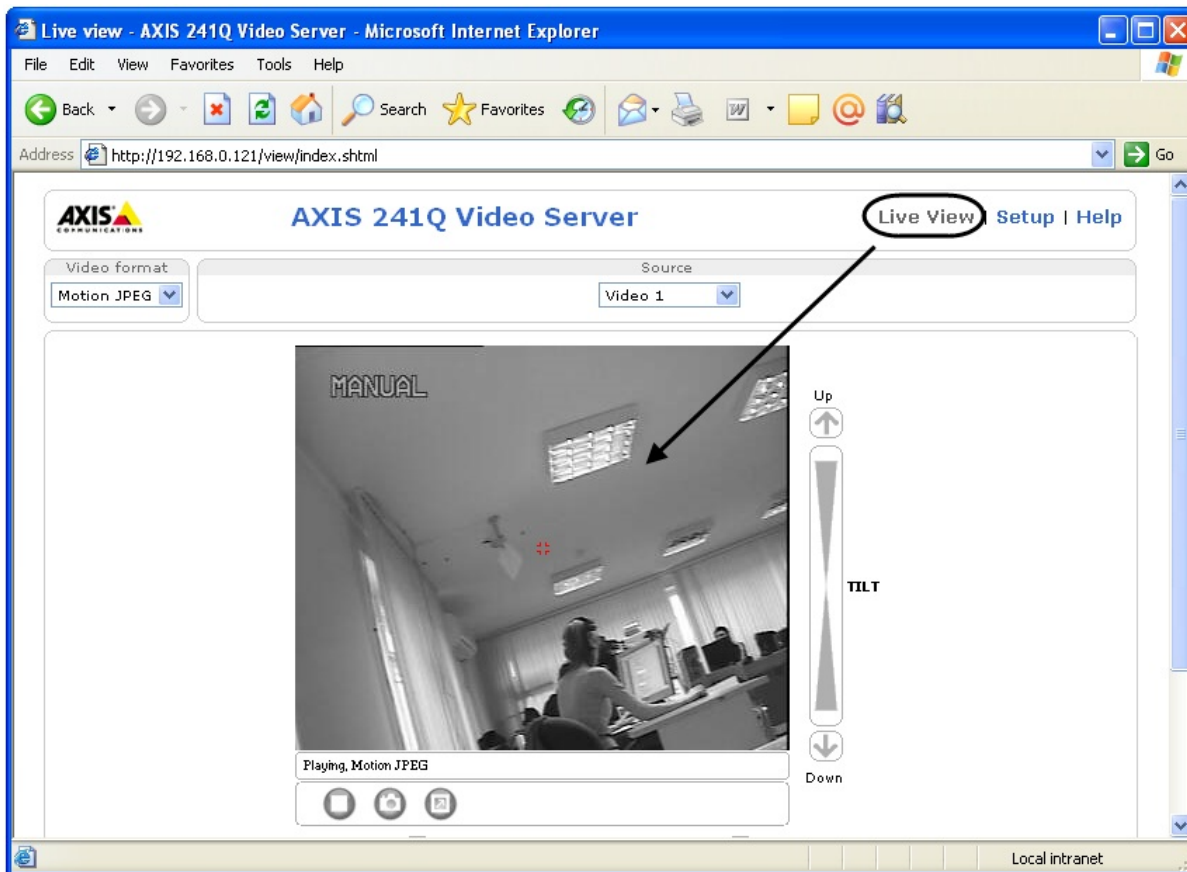 Live view - AXIS 241Q Video Server - Microsoft Internet Explorer
File Edit View Favorites Tools Help
Back Search Favorites
Address http://192.168.0.121/view/index.shtml Go
AXIS
COMMUNICATIONS
AXIS 241Q Video Server
Live View | Setup | Help
Video format Source
Motion JPEG Video 1
MANUAL
Up
TILT
Playing, Motion JPEG
Down
Local intranet